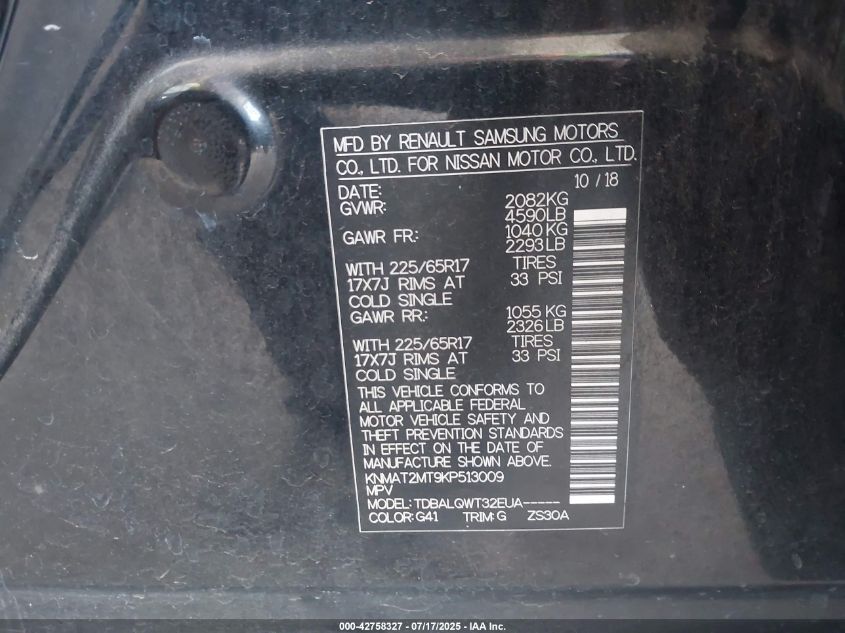 MFD BY RENAULT SAMSUNG MOTORS
CO., LTD. FOR NISSAN MOTOR CO., LTD.
DATE: 10 / 18
GVWR: 2082KG
4590LB
GAWR FR.: 1040 KG
2293 LB
WITH 225/65R17 TIRES
17X7J RIMS AT 33 PSI
COLD SINGLE
GAWR RR.: 1055 KG
2326 LB
WITH 225/65R17 TIRES
17X7J RIMS AT 33 PSI
COLD SINGLE
THIS VEHICLE CONFORMS TO
ALL APPLICABLE FEDERAL
MOTOR VEHICLE SAFETY AND
THEFT PREVENTION STANDARDS
IN EFFECT ON THE DATE OF
MANUFACTURE SHOWN ABOVE.
KNMAT2MT9KP513009
MPV
MODEL: TDBALQWT32EUA-----
COLOR: G41 TRIM: G ZS30A
000-42758327 - 07/17/2025 - IAA Inc.